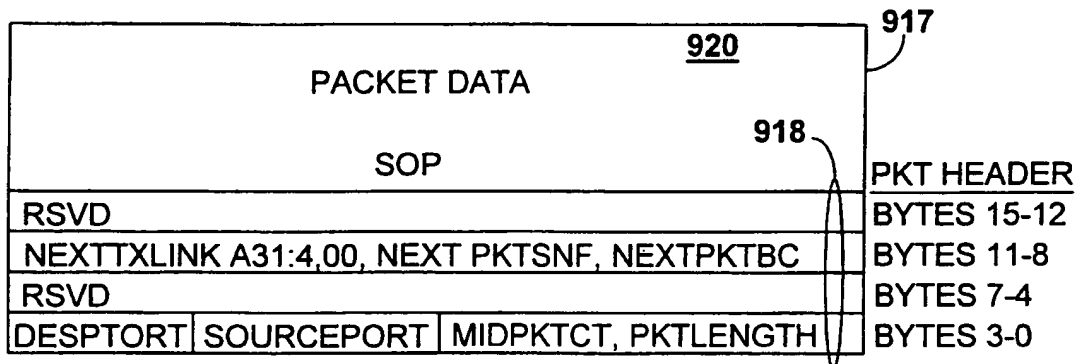 917
920
PACKET DATA
918
SOP
PKT HEADER
RSVD
BYTES 15-12
NEXTTXLINK A31:4,00, NEXT PKTSNF, NEXTPKTBC
BYTES 11-8
RSVD
BYTES 7-4
DESPTORT SOURCEPORT MIDPKTCT, PKTLENGTH
BYTES 3-0